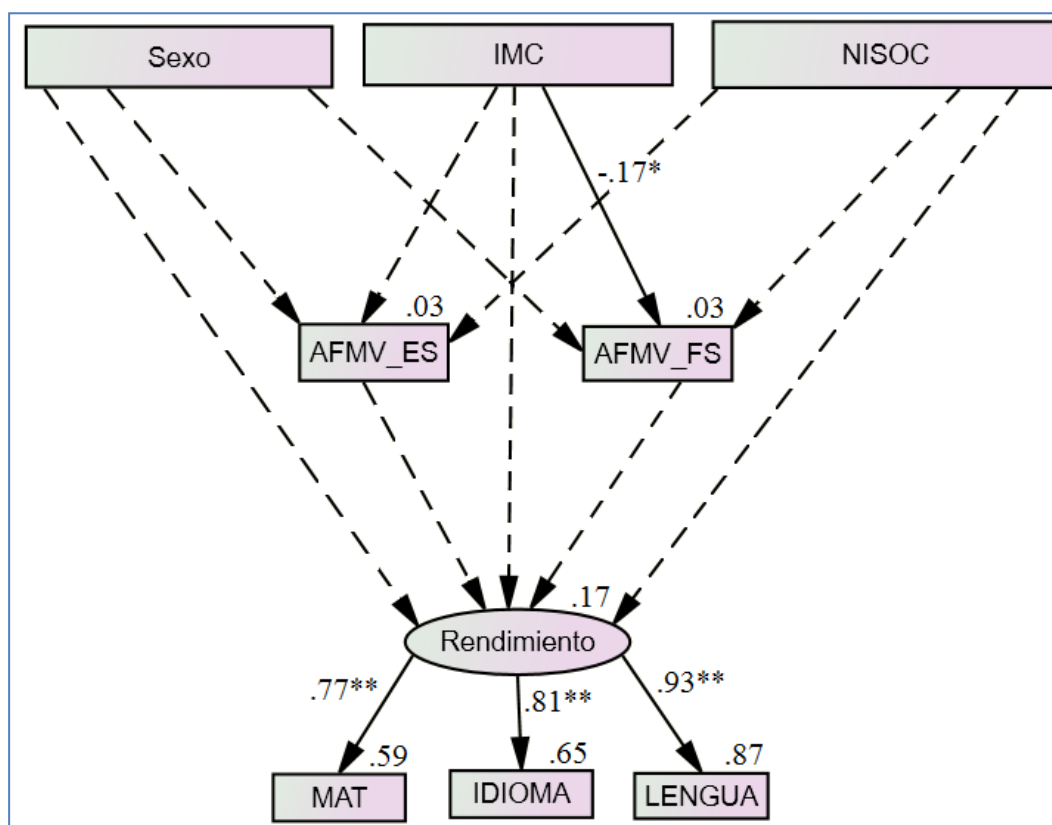 Sexo
IMC
NISOC
-.17*
.03
.03
AFMV_ES
AFMV_FS
.17
Rendimiento
.77**
.81**
.93**
.59
.65
.87
MAT
IDIOMA
LENGUA